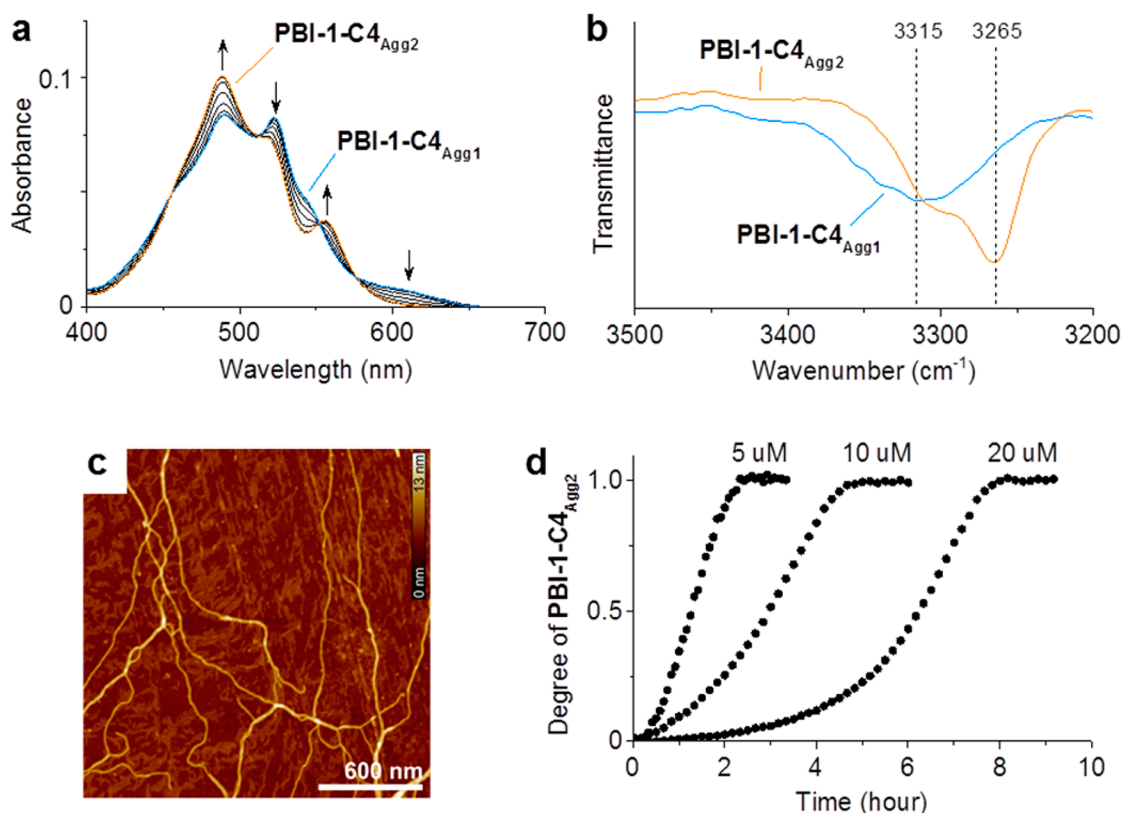 a
PBI-1-C4Agg2
PBI-1-C4Agg1
0.1
0
Absorbance
400 500 600 700
Wavelength (nm)
b
3315 3265
PBI-1-C4Agg2
PBI-1-C4Agg1
Transmittance
3500 3400 3300 3200
Wavenumber (cm-1)
c
13 nm
0 nm
600 nm
d
5 uM 10 uM 20 uM
1.0
0.5
0
Degree of PBI-1-C4Agg2
0 2 4 6 8 10
Time (hour)